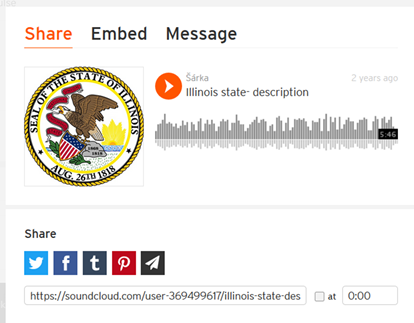 Share Embed Message
SEAL OF THE STATE OF ILLINOIS
AUG. 26TH 1818
Šárka
2 years ago
Illinois state- description
5:46
Share
https://soundcloud.com/user-369499617/illinois-state-des
at
0:00